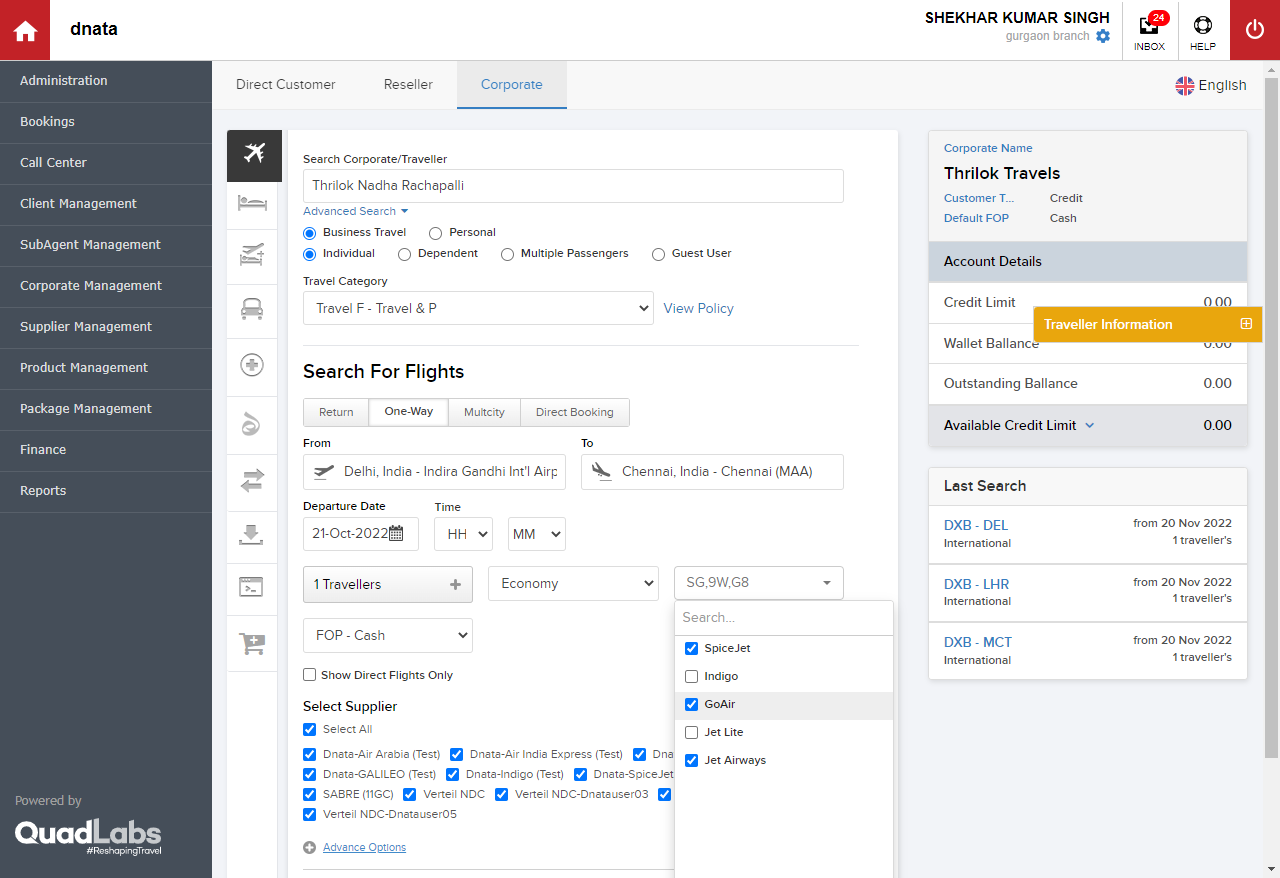 dnata
SHEKHAR KUMAR SINGH
gurgaon branch
24
INBOX
HELP
Administration
Bookings
Call Center
Client Management
SubAgent Management
Corporate Management
Supplier Management
Product Management
Package Management
Finance
Reports
Powered by
QuadLabs
#ReshapingTravel
Direct Customer
Reseller
Corporate
English
Search Corporate/Traveller
Thrilok Nadha Rachapalli
Advanced Search
Business Travel
Personal
Individual
Dependent
Multiple Passengers
Guest User
Travel Category
Travel F - Travel & P
View Policy
Search For Flights
Return
One-Way
Multcity
Direct Booking
From
To
Delhi, India - Indira Gandhi Int'l Airp
Chennai, India - Chennai (MAA)
Departure Date
Time
21-Oct-2022
HH
MM
1 Travellers
Economy
SG,9W,G8
Search...
SpiceJet
Indigo
GoAir
Jet Lite
Jet Airways
FOP - Cash
Show Direct Flights Only
Select Supplier
Select All
Dnata-Air Arabia (Test)
Dnata-Air India Express (Test)
Dna
Dnata-GALILEO (Test)
Dnata-Indigo (Test)
Dnata-SpiceJet
SABRE (11GC)
Verteil NDC
Verteil NDC-Dnatauser03
Verteil NDC-Dnatauser05
Advance Options
Corporate Name
Thrilok Travels
Customer T... Credit
Default FOP Cash
Account Details
Credit Limit 0.00
Traveller Information
Wallet Ballance 0.00
Outstanding Ballance 0.00
Available Credit Limit 0.00
Last Search
DXB - DEL from 20 Nov 2022
International 1 traveller's
DXB - LHR from 20 Nov 2022
International 1 traveller's
DXB - MCT from 20 Nov 2022
International 1 traveller's